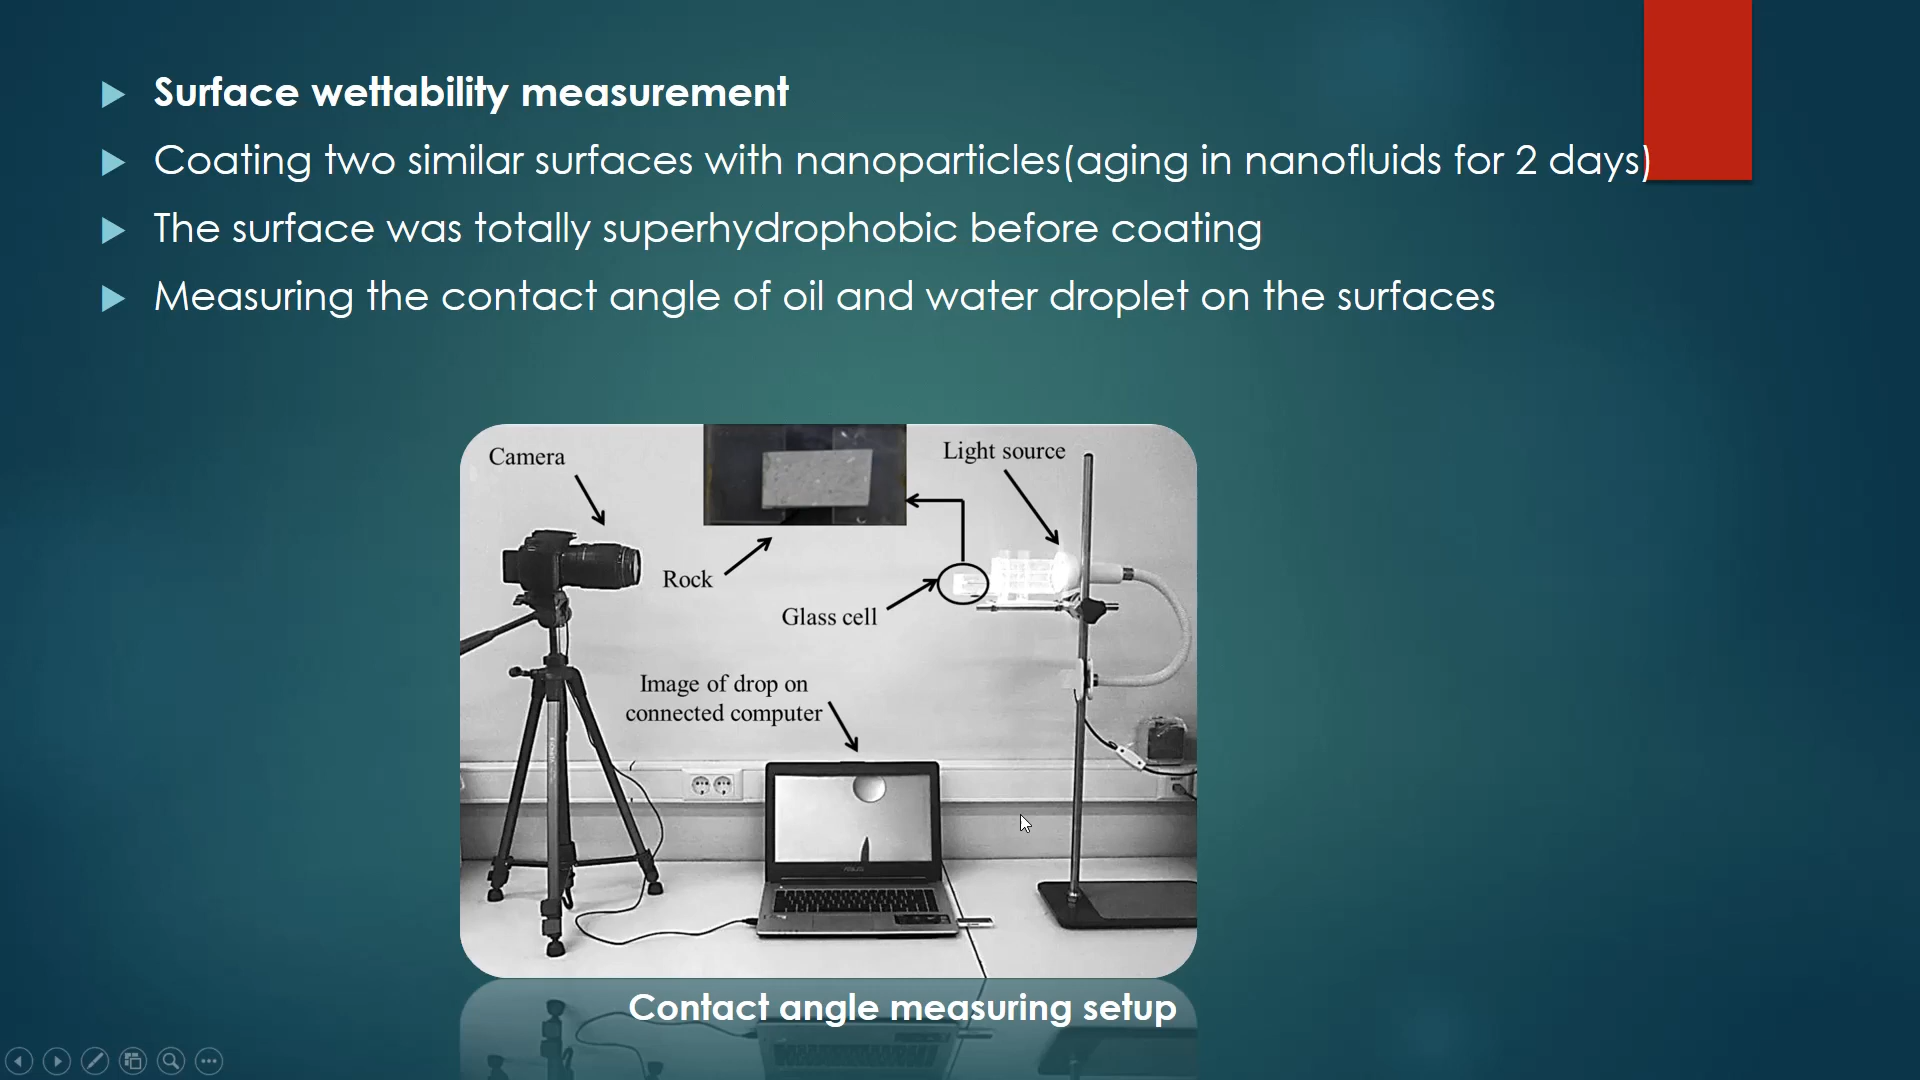 Surface wettability measurement
Coating two similar surfaces with nanoparticles(aging in nanofluids for 2 days)
The surface was totally superhydrophobic before coating
Measuring the contact angle of oil and water droplet on the surfaces
Camera
Light source
Rock
Glass cell
Image of drop on
connected computer
Contact angle measuring setup